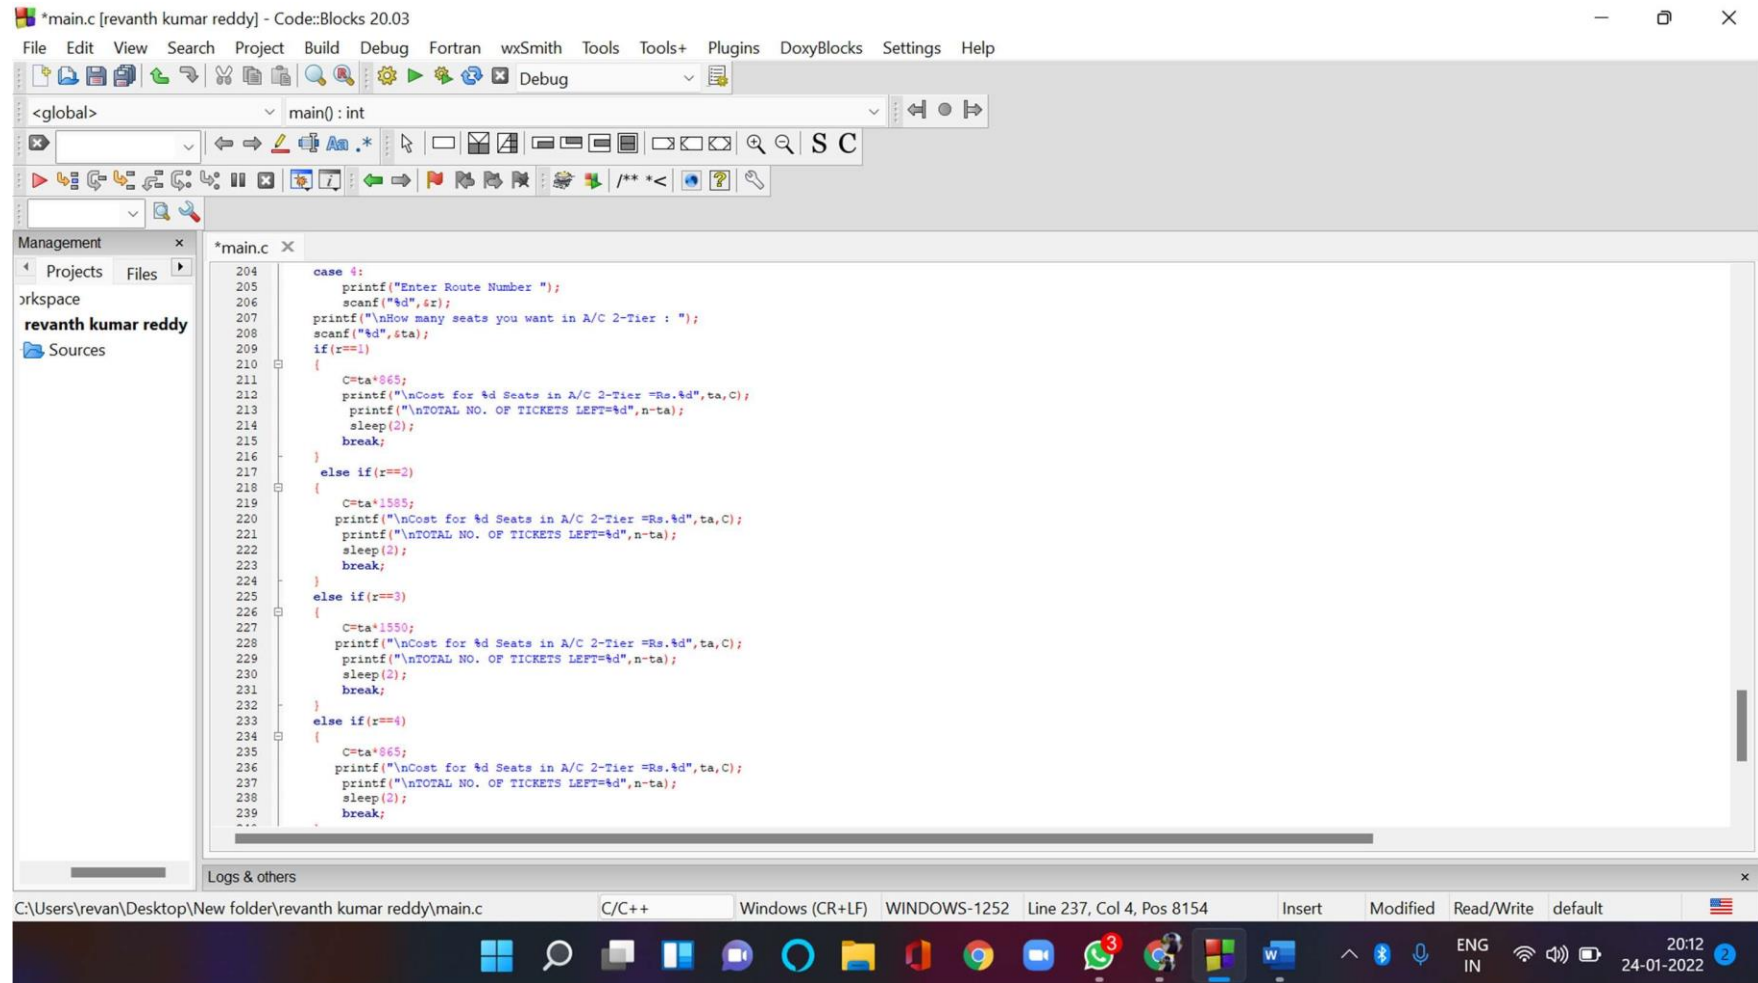 *main.c [revanth kumar reddy] - Code::Blocks 20.03
File Edit View Search Project Build Debug Fortran wxSmith Tools Tools+ Plugins DoxyBlocks Settings Help
Debug
<global> main() : int
Aa .* S C
/** *<
Management
*main.c
Projects Files
orkspace
revanth kumar reddy
Sources
204 case 4:
205 printf("Enter Route Number ");
206 scanf("%d",&r);
207 printf("\nHow many seats you want in A/C 2-Tier : ");
208 scanf("%d",&ta);
209 if(r==1)
210 {
211 C=ta*865;
212 printf("\nCost for %d Seats in A/C 2-Tier =Rs.%d",ta,C);
213 printf("\nTOTAL NO. OF TICKETS LEFT=%d",n-ta);
214 sleep(2);
215 break;
216 }
217 else if(r==2)
218 {
219 C=ta*1585;
220 printf("\nCost for %d Seats in A/C 2-Tier =Rs.%d",ta,C);
221 printf("\nTOTAL NO. OF TICKETS LEFT=%d",n-ta);
222 sleep(2);
223 break;
224 }
225 else if(r==3)
226 {
227 C=ta*1550;
228 printf("\nCost for %d Seats in A/C 2-Tier =Rs.%d",ta,C);
229 printf("\nTOTAL NO. OF TICKETS LEFT=%d",n-ta);
230 sleep(2);
231 break;
232 }
233 else if(r==4)
234 {
235 C=ta*865;
236 printf("\nCost for %d Seats in A/C 2-Tier =Rs.%d",ta,C);
237 printf("\nTOTAL NO. OF TICKETS LEFT=%d",n-ta);
238 sleep(2);
239 break;
Logs & others
C:\Users\revan\Desktop\New folder\revanth kumar reddy\main.c C/C++ Windows (CR+LF) WINDOWS-1252 Line 237, Col 4, Pos 8154 Insert Modified Read/Write default
3
W
ENG
IN
20:12
24-01-2022
2